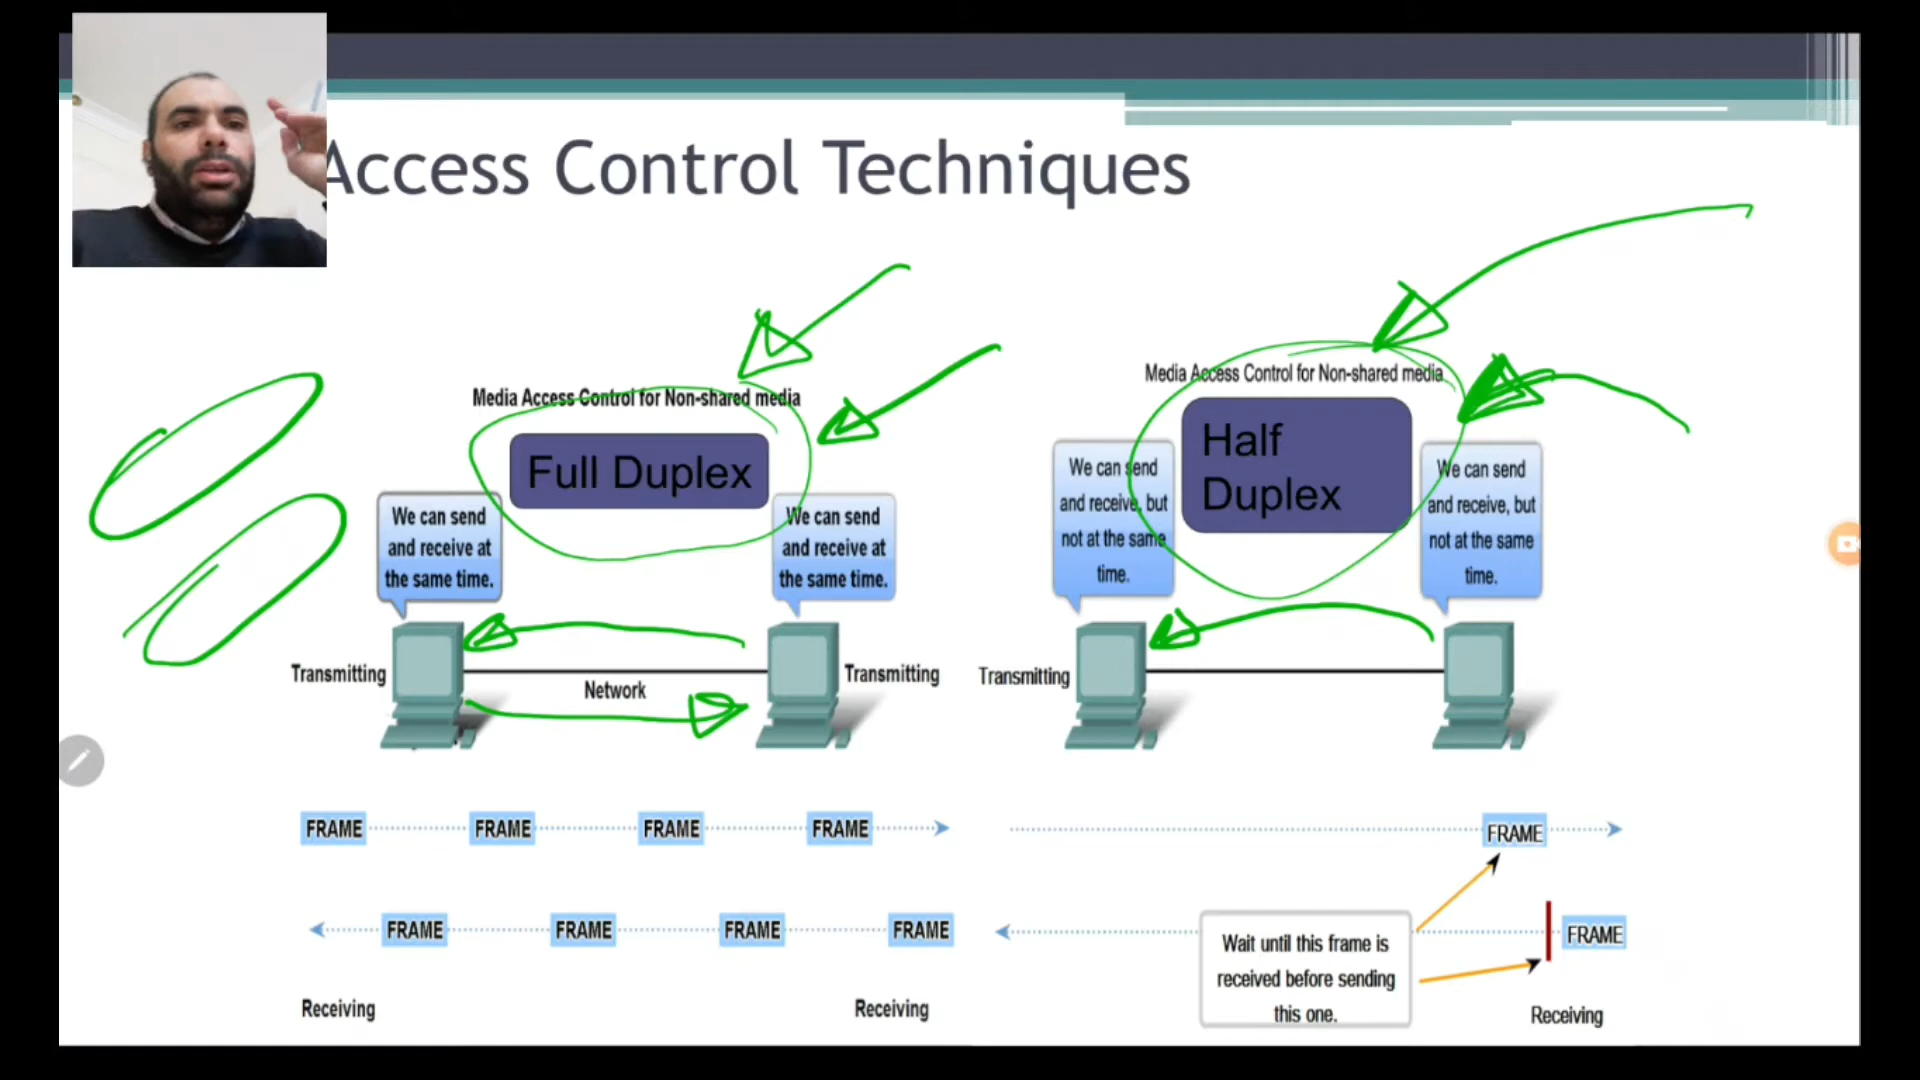 Access Control Techniques
Media Access Control for Non-shared media
Full Duplex
We can send
and receive at
the same time.
We can send
and receive at
the same time.
Transmitting
Network
Transmitting
FRAME
FRAME
FRAME
FRAME
FRAME
FRAME
FRAME
FRAME
Receiving
Receiving
Media Access Control for Non-shared media
Half
Duplex
We can send
and receive, but
not at the same
time.
We can send
and receive, but
not at the same
time.
Transmitting
FRAME
Wait until this frame is
received before sending
this one.
FRAME
Receiving